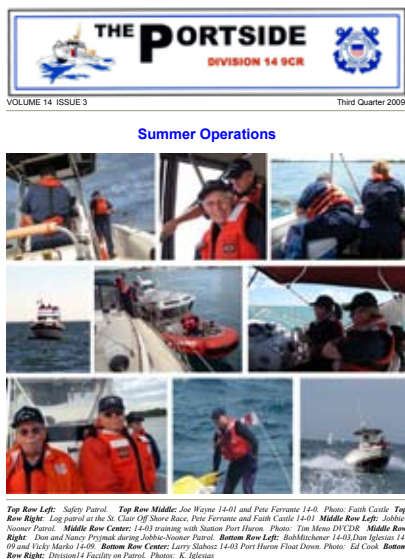 THE PORTSIDE
DIVISION 14 9CR
VOLUME 14 ISSUE 3 Third Quarter 2009
Summer Operations
Top Row Left: Safety Patrol. Top Row Middle: Joe Wayne 14-01 and Pete Ferrante 14-0. Photo: Faith Castle Top
Row Right: Log patrol at the St. Clair Off Shore Race, Pete Ferrante and Faith Castle 14-01 Middle Row Left: Jobbie-
Nooner Patrol. Middle Row Center: 14-03 training with Station Port Huron. Photo: Tim Meno DVCDR Middle Row
Right: Don and Nancy Pryjmak during Jobbie-Nooner Patrol. Bottom Row Left: BobMitchener 14-03,Dan Iglesias 14-
09 and Vicky Marko 14-09. Bottom Row Center: Larry Slabosz 14-03 Port Huron Float Down. Photo: Ed Cook Bottom
Row Right: Division14 Facility on Patrol. Photos: K. Iglesias